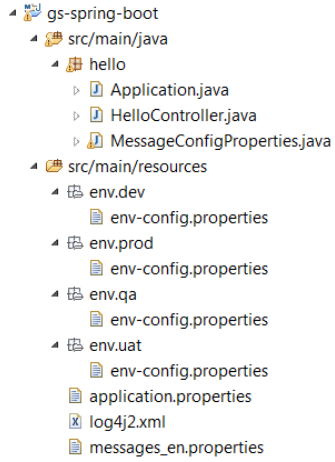 gs-spring-boot
src/main/java
hello
Application.java
HelloController.java
MessageConfigProperties.java
src/main/resources
env.dev
env-config.properties
env.prod
env-config.properties
env.qa
env-config.properties
env.uat
env-config.properties
application.properties
log4j2.xml
messages_en.properties